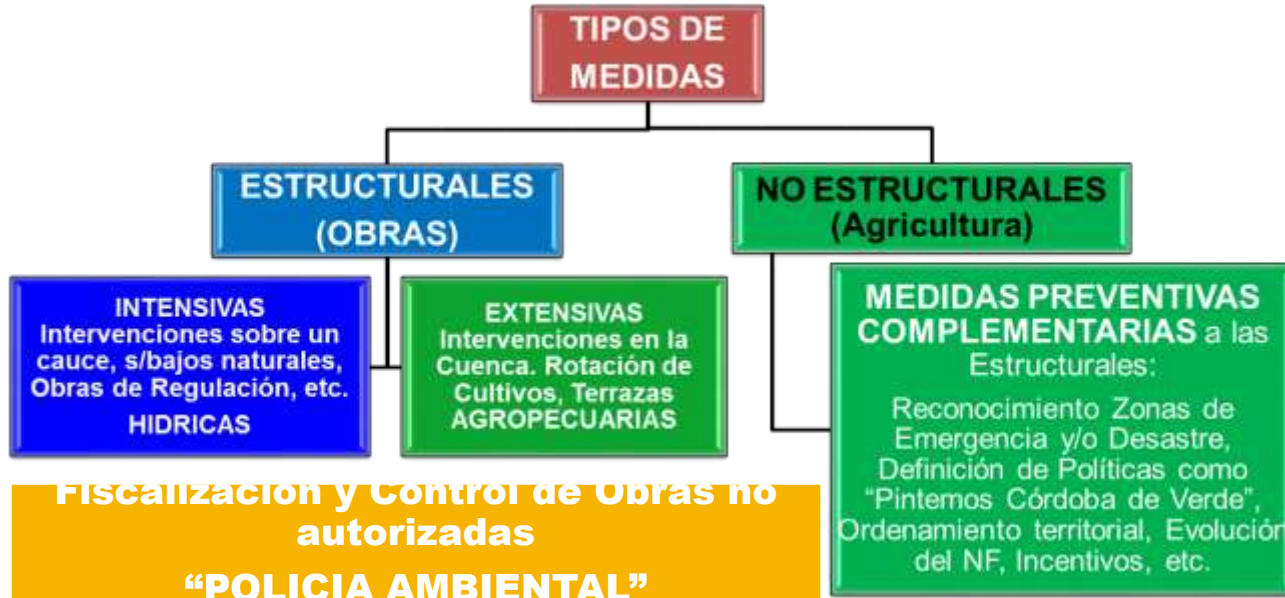 TIPOS DE
MEDIDAS
ESTRUCTURALES
(OBRAS)
NO ESTRUCTURALES
(Agricultura)
INTENSIVAS
Intervenciones sobre un
cauce, s/bajos naturales,
Obras de Regulación, etc.
HIDRICAS
EXTENSIVAS
Intervenciones en la
Cuenca. Rotación de
Cultivos, Terrazas
AGROPECUARIAS
MEDIDAS PREVENTIVAS
COMPLEMENTARIAS a las
Estructurales:
Reconocimiento Zonas de
Emergencia y/o Desastre,
Definición de Políticas como
“Pintemos Córdoba de Verde”,
Ordenamiento territorial, Evolución
del NF, Incentivos, etc.
Fiscalización y Control de Obras no
autorizadas
“POLICIA AMBIENTAL”